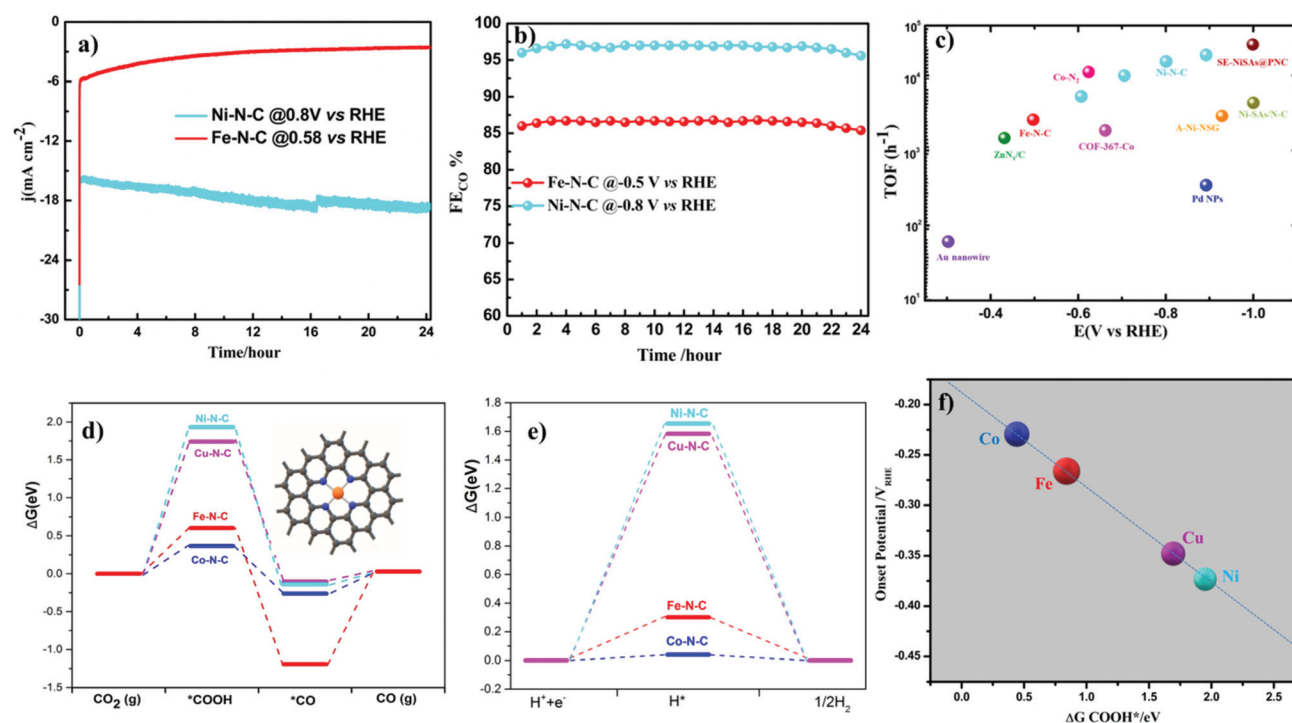 a)
j(mA cm-2)
0
-6
-12
-18
-24
-30
Ni-N-C @0.8V vs RHE
Fe-N-C @0.58 vs RHE
0 4 8 12 16 20 24
Time/hour
b)
FECO %
100
95
90
85
80
75
70
65
60
Fe-N-C @-0.5 V vs RHE
Ni-N-C @-0.8 V vs RHE
0 2 4 6 8 10 12 14 16 18 20 22 24
Time /hour
c)
TOF (h-1)
10⁵
10⁴
10³
10²
10¹
SE-NiSAs@PNC
Co-N₂
Ni-N-C
Fe-N-C
A-Ni-NSG
Ni-SAs/N-C
ZnNx/C
COF-367-Co
Pd NPs
Au nanowire
-0.4 -0.6 -0.8 -1.0
E(V vs RHE)
d)
ΔG(eV)
2.0
1.5
1.0
0.5
0.0
-0.5
-1.0
-1.5
Ni-N-C
Cu-N-C
Fe-N-C
Co-N-C
CO₂ (g) *COOH *CO CO (g)
e)
ΔG(eV)
1.8
1.6
1.4
1.2
1.0
0.8
0.6
0.4
0.2
0.0
-0.2
Ni-N-C
Cu-N-C
Fe-N-C
Co-N-C
H⁺+e⁻ H* 1/2H₂
f)
Onset Potential /VRHE
-0.20
-0.25
-0.30
-0.35
-0.40
-0.45
Co
Fe
Cu
Ni
0.0 0.5 1.0 1.5 2.0 2.5
ΔG COOH*/eV